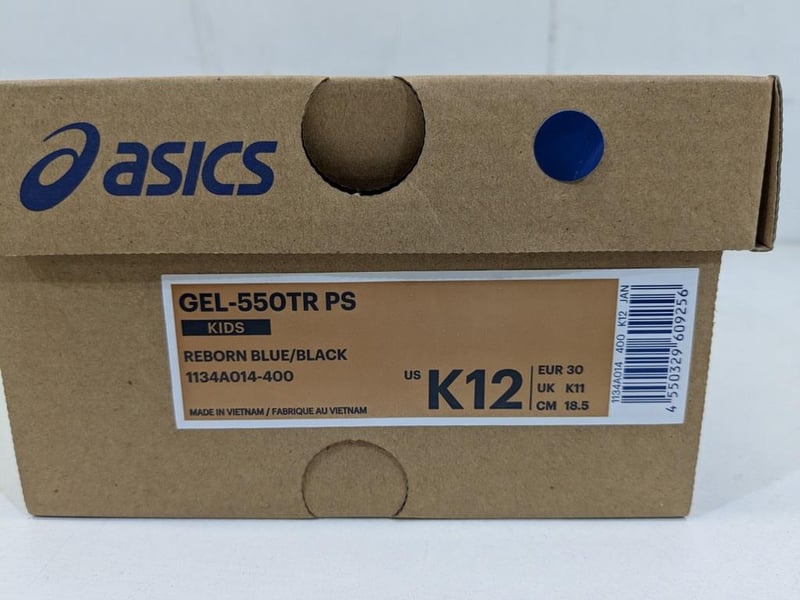 asics
GEL-550TR PS
KIDS
REBORN BLUE/BLACK
1134A014-400
MADE IN VIETNAM / FABRIQUE AU VIETNAM
US K12
EUR 30
UK K11
CM 18.5
1134A014 400 K12 JAN
4 550329 609256